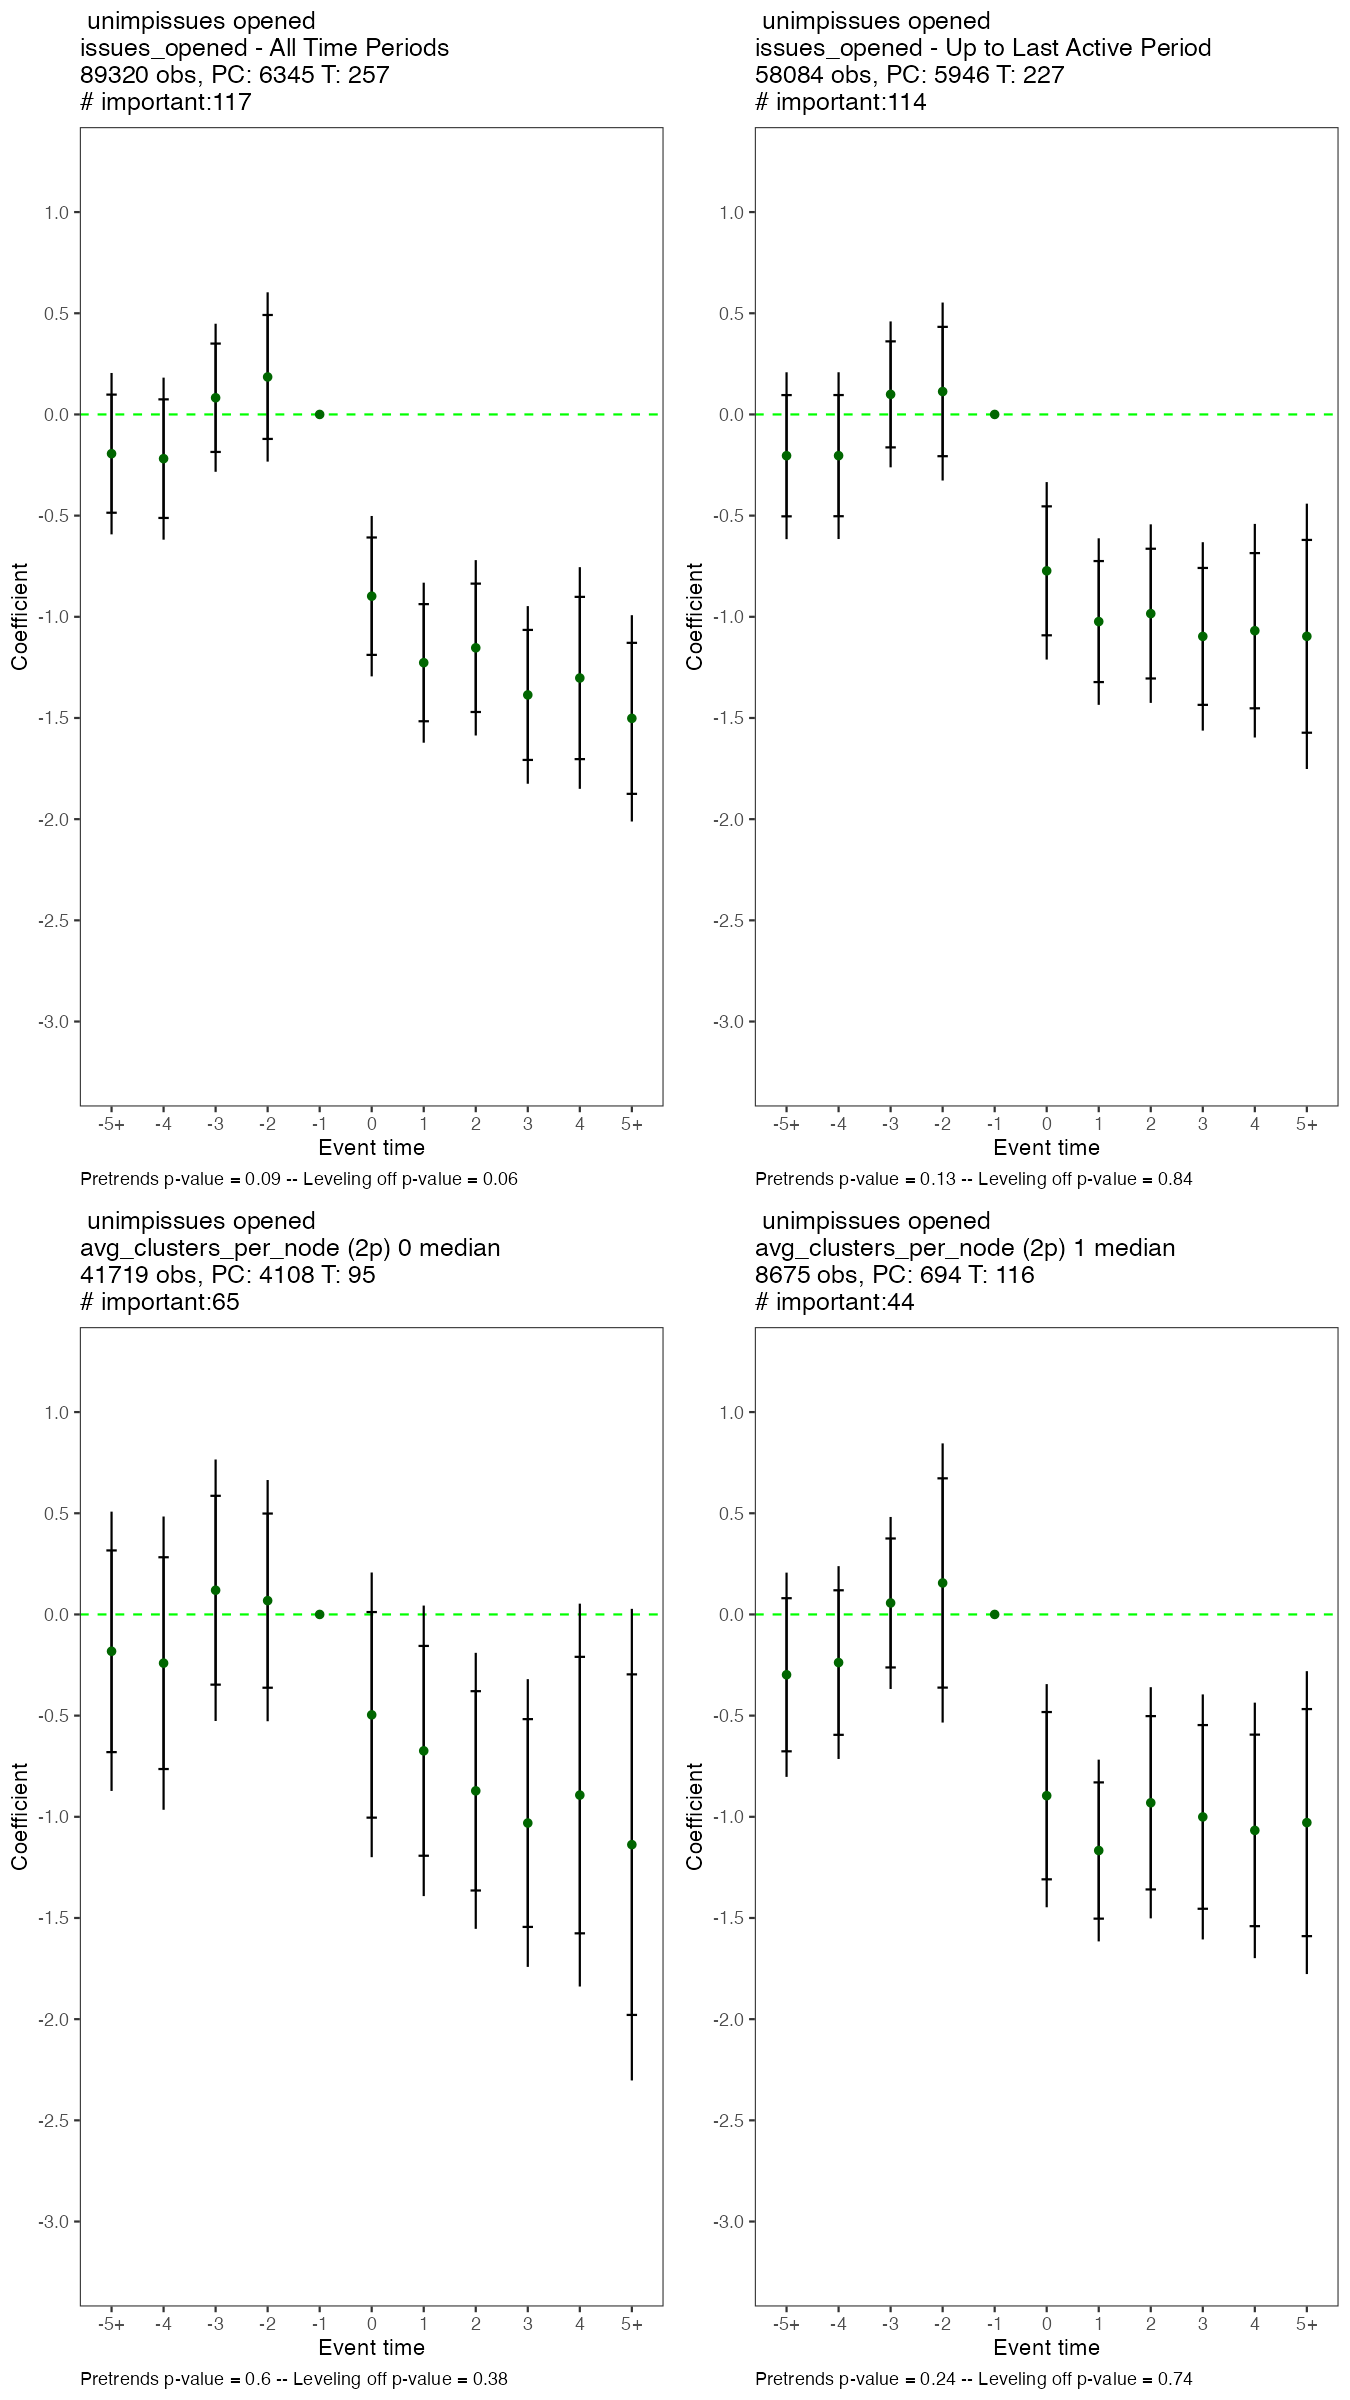 unimpissues opened
issues_opened - All Time Periods
89320 obs, PC: 6345 T: 257
# important:117
1.0
0.5
0.0
-0.5
-1.0
-1.5
-2.0
-2.5
-3.0
Coefficient
-5+ -4 -3 -2 -1 0 1 2 3 4 5+
Event time
Pretrends p-value = 0.09 -- Leveling off p-value = 0.06
unimpissues opened
issues_opened - Up to Last Active Period
58084 obs, PC: 5946 T: 227
# important:114
1.0
0.5
0.0
-0.5
-1.0
-1.5
-2.0
-2.5
-3.0
Coefficient
-5+ -4 -3 -2 -1 0 1 2 3 4 5+
Event time
Pretrends p-value = 0.13 -- Leveling off p-value = 0.84
unimpissues opened
avg_clusters_per_node (2p) 0 median
41719 obs, PC: 4108 T: 95
# important:65
1.0
0.5
0.0
-0.5
-1.0
-1.5
-2.0
-2.5
-3.0
Coefficient
-5+ -4 -3 -2 -1 0 1 2 3 4 5+
Event time
Pretrends p-value = 0.6 -- Leveling off p-value = 0.38
unimpissues opened
avg_clusters_per_node (2p) 1 median
8675 obs, PC: 694 T: 116
# important:44
1.0
0.5
0.0
-0.5
-1.0
-1.5
-2.0
-2.5
-3.0
Coefficient
-5+ -4 -3 -2 -1 0 1 2 3 4 5+
Event time
Pretrends p-value = 0.24 -- Leveling off p-value = 0.74